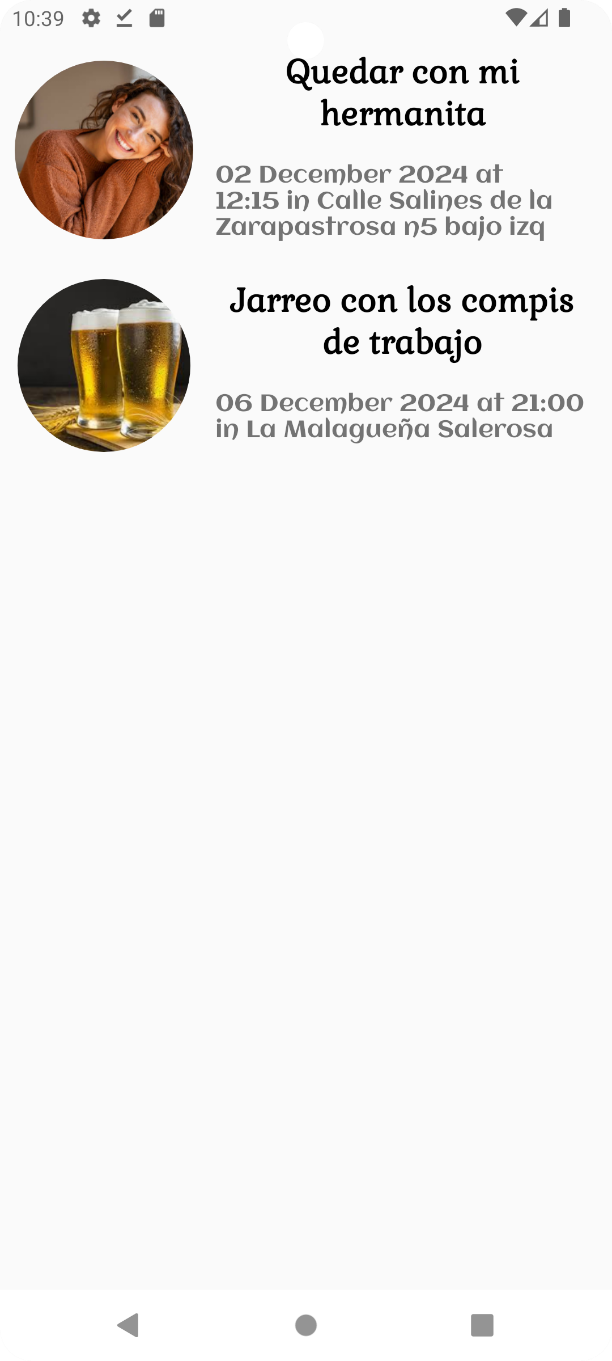 10:39
Quedar con mi
hermanita
02 December 2024 at
12:15 in Calle Salines de la
Zarapastrosa n5 bajo izq
Jarreo con los compis
de trabajo
06 December 2024 at 21:00
in La Malagueña Salerosa